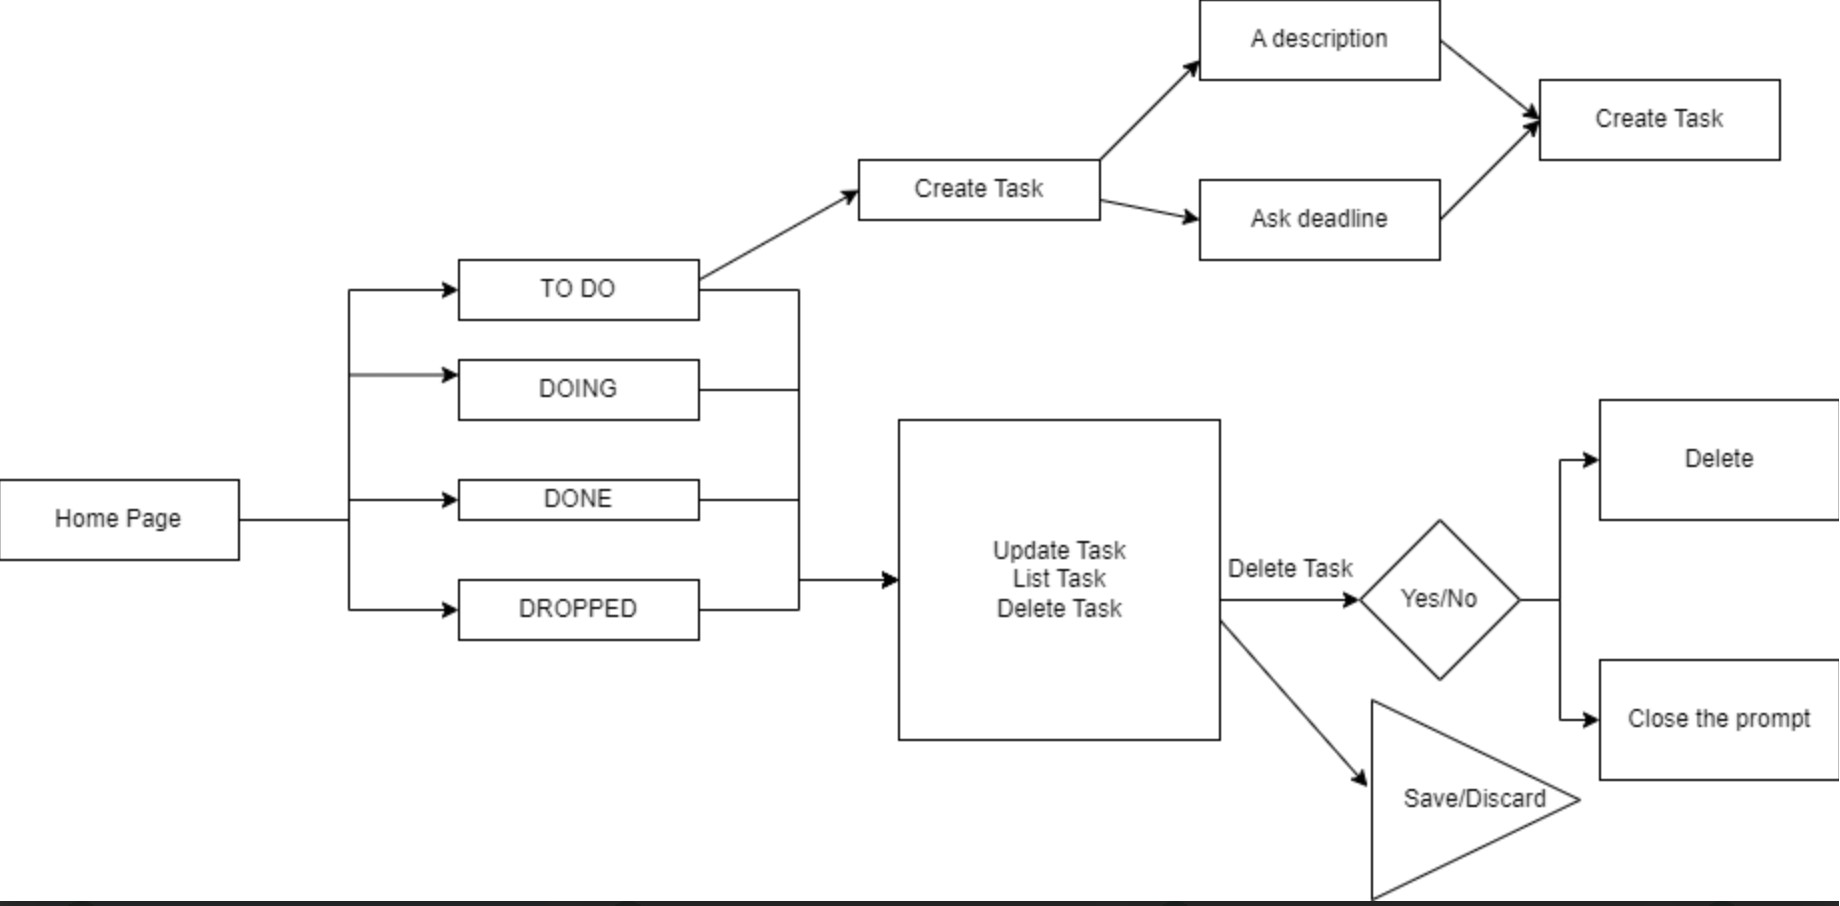 A description
Create Task
Create Task
Ask deadline
TO DO
DOING
DONE
DROPPED
Home Page
Update Task
List Task
Delete Task
Delete Task
Yes/No
Delete
Close the prompt
Save/Discard